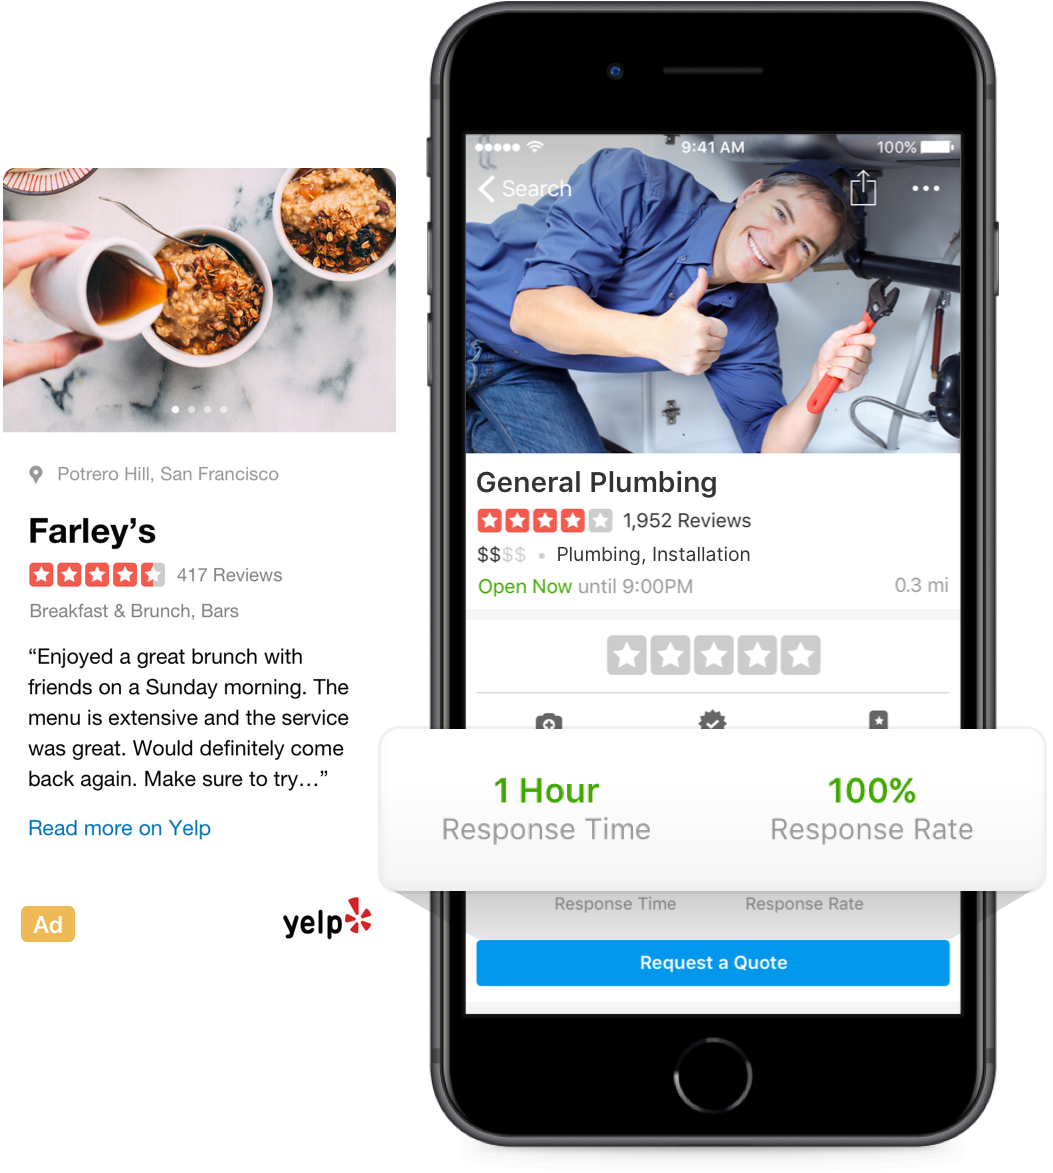 Potrero Hill, San Francisco
Farley’s
417 Reviews
Breakfast & Brunch, Bars
“Enjoyed a great brunch with
friends on a Sunday morning. The
menu is extensive and the service
was great. Would definitely come
back again. Make sure to try…”
Read more on Yelp
Ad
yelp
9:41 AM
100%
Search
General Plumbing
1,952 Reviews
$$$$ • Plumbing, Installation
Open Now until 9:00PM
0.3 mi
1 Hour
Response Time
100%
Response Rate
Response Time
Response Rate
Request a Quote